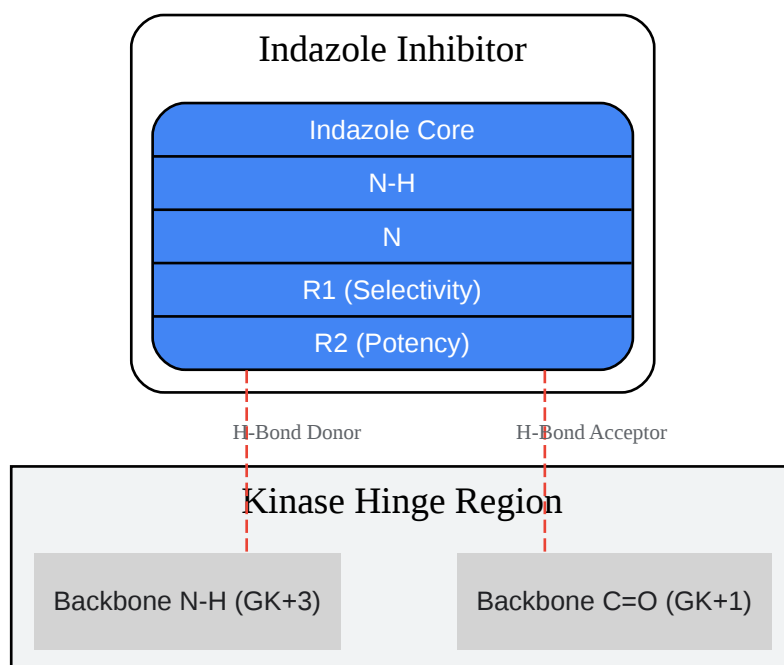 Indazole Inhibitor
Indazole Core
N-H
N
R1 (Selectivity)
R2 (Potency)
H-Bond Donor
H-Bond Acceptor
Kinase Hinge Region
Backbone N-H (GK+3)
Backbone C=O (GK+1)